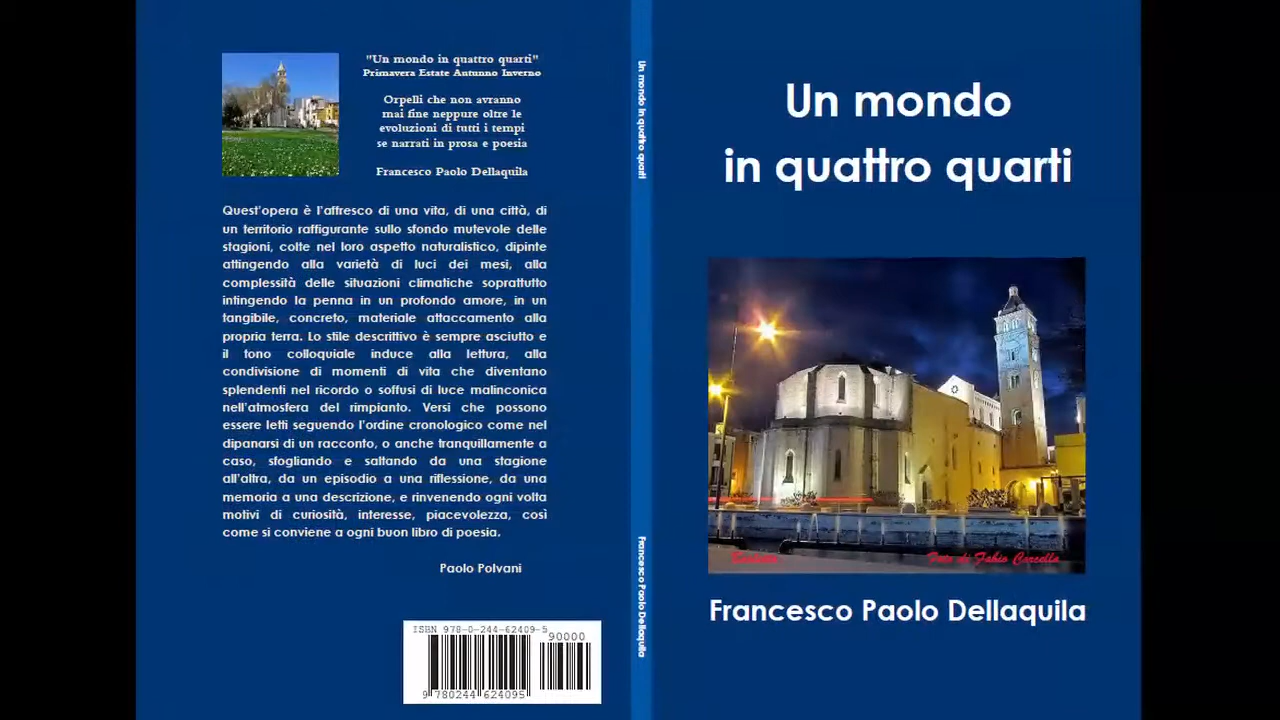 "Un mondo in quattro quarti"
Primavera Estate Autunno Inverno
Orpelli che non avranno
mai fine neppure oltre le
evoluzioni di tutti i tempi
se narrati in prosa e poesia
Francesco Paolo Dellaquila
Quest'opera è l'affresco di una vita, di una città, di
un territorio raffigurante sullo sfondo mutevole delle
stagioni, colte nel loro aspetto naturalistico, dipinte
attingendo alla varietà di luci dei mesi, alla
complessità delle situazioni climatiche soprattutto
intingendo la penna in un profondo amore, in un
tangibile, concreto, materiale attaccamento alla
propria terra. Lo stile descrittivo è sempre asciutto e
il tono colloquiale induce alla lettura, alla
condivisione di momenti di vita che diventano
splendenti nel ricordo o soffusi di luce malinconica
nell'atmosfera del rimpianto. Versi che possono
essere letti seguendo l'ordine cronologico come nel
dipanarsi di un racconto, o anche tranquillamente a
caso, sfogliando e saltando da una stagione
all'altra, da un episodio a una riflessione, da una
memoria a una descrizione, e rinvenendo ogni volta
motivi di curiosità, interesse, piacevolezza, così
come si conviene a ogni buon libro di poesia.
Paolo Polvani
ISBN 978-0-244-62409-5
90000
9 780244 624095
Un mondo in quattro quarti
Francesco Paolo Dellaquila
Un mondo
in quattro quarti
Foto di Fabio Carcello
Francesco Paolo Dellaquila